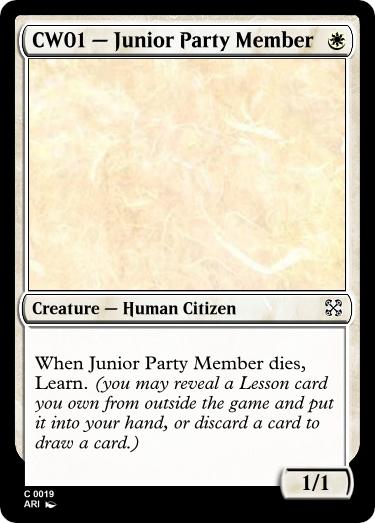 CW01 — Junior Party Member
Creature — Human Citizen
When Junior Party Member dies,
Learn. (you may reveal a Lesson card
you own from outside the game and put
it into your hand, or discard a card to
draw a card.)
1/1
C 0019
ARI